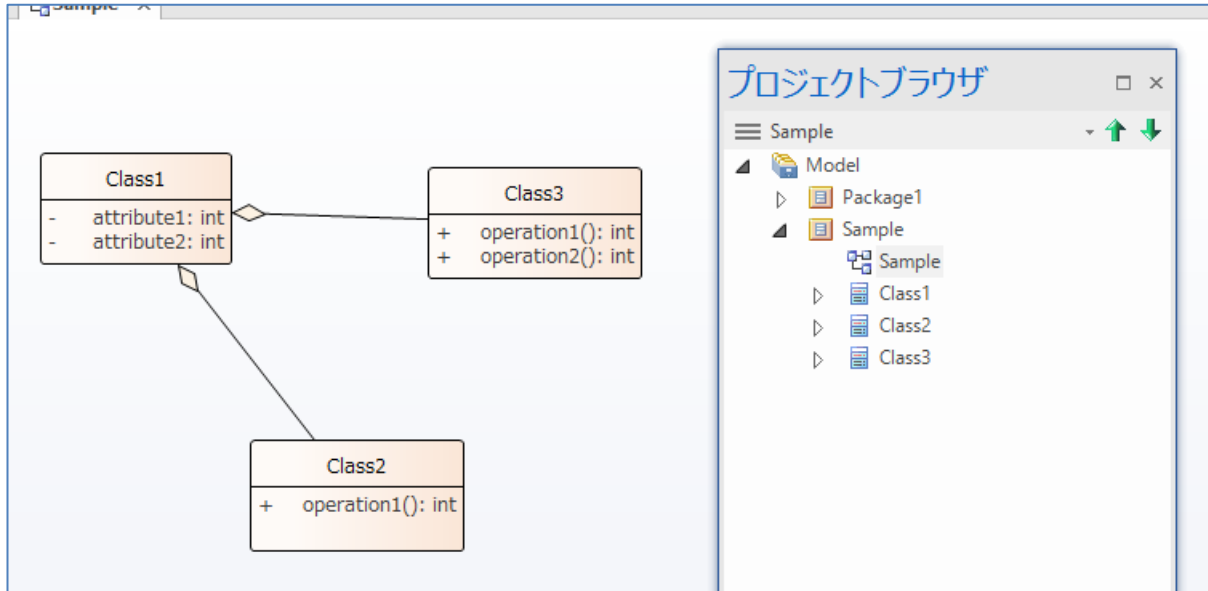 Sample
Class1
- attribute1: int
- attribute2: int
Class3
+ operation1(): int
+ operation2(): int
Class2
+ operation1(): int
プロジェクトブラウザ
Sample
Model
Package1
Sample
Sample
Class1
Class2
Class3